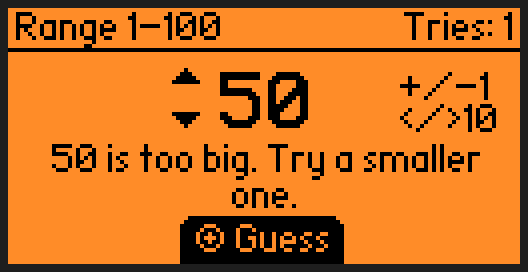 Range 1-100 Tries: 1
50 +/-1
</>10
50 is too big. Try a smaller
one.
Guess